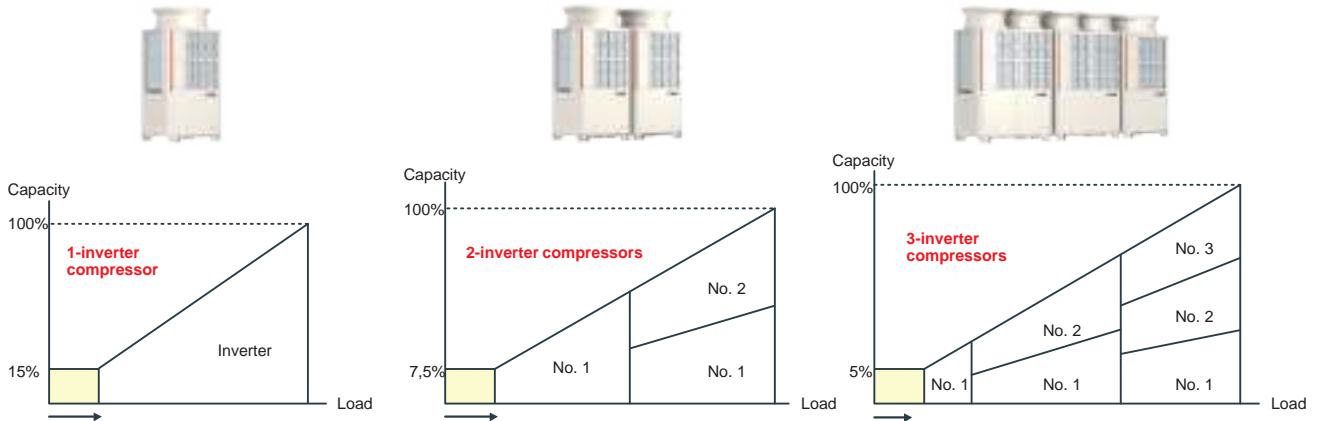 Capacity
100%
1-inverter
compressor
Inverter
15%
Load
Capacity
100%
2-inverter compressors
No. 2
No. 1
No. 1
7,5%
Load
Capacity
100%
3-inverter
compressors
No. 3
No. 2
No. 2
No. 1
No. 1
No. 1
5%
Load